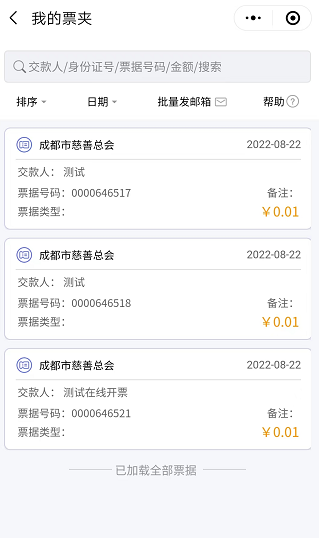 我的票夹
交款人/身份证号/票据号码/金额/搜索
排序 日期 批量发邮箱 帮助?
成都市慈善总会 2022-08-22
交款人： 测试
票据号码：0000646517 备注：
票据类型： ￥0.01
成都市慈善总会 2022-08-22
交款人： 测试
票据号码：0000646518 备注：
票据类型： ￥0.01
成都市慈善总会 2022-08-22
交款人： 测试在线开票
票据号码：0000646521 备注：
票据类型： ￥0.01
已加载全部票据